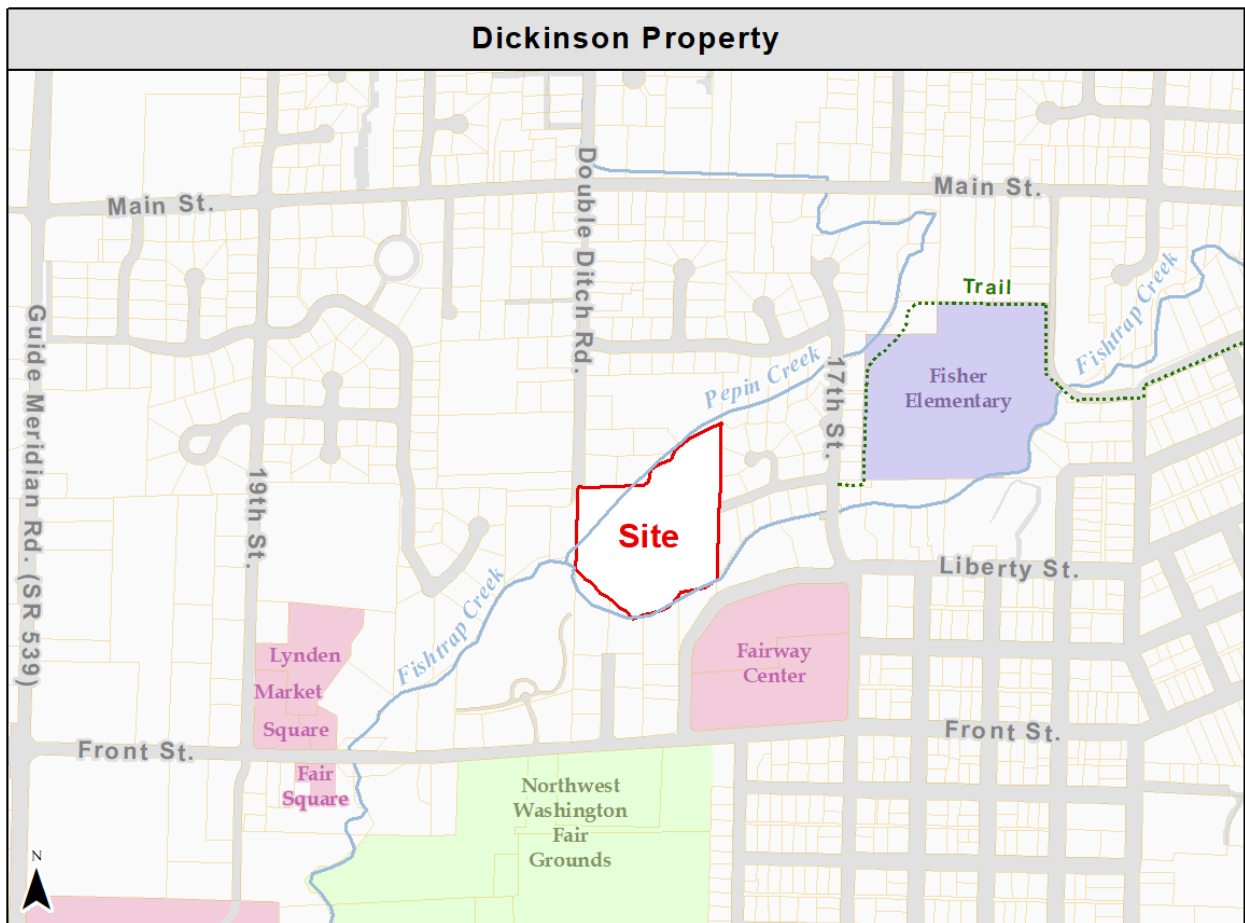 Dickinson Property
Main St.
Double Ditch Rd.
Main St.
Trail
Fishtrap Creek
Guide Meridian Rd. (SR 539)
Pepin Creek
17th St.
Fisher
Elementary
19th St.
Site
Liberty St.
Fishtrap Creek
Lynden
Market
Square
Fairway
Center
Front St.
Front St.
Fair
Square
Northwest
Washington
Fair
Grounds
N